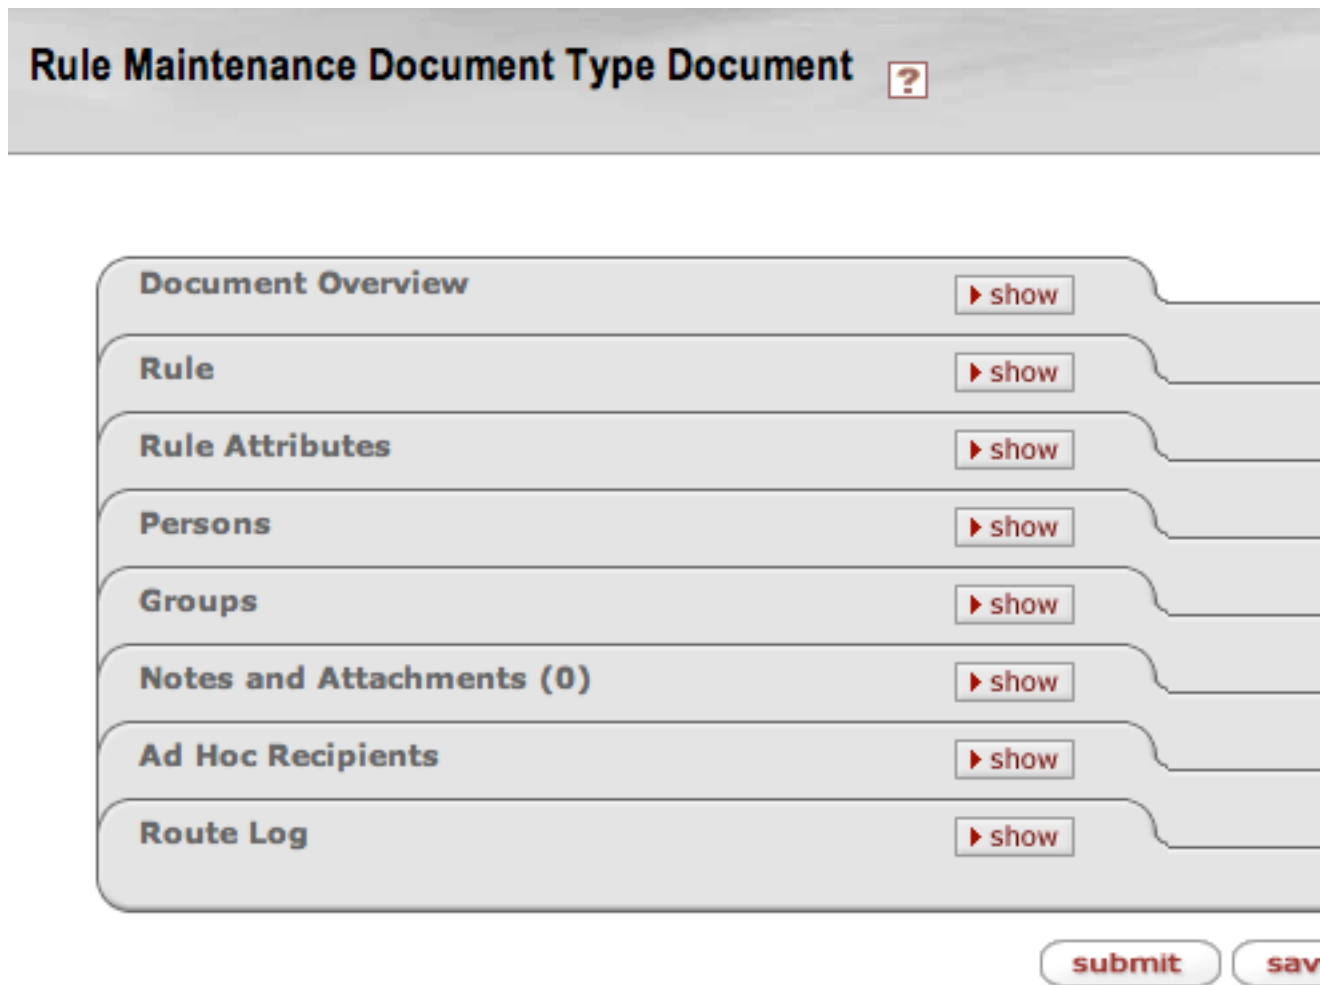 Rule Maintenance Document Type Document ?
Document Overview show
Rule show
Rule Attributes show
Persons show
Groups show
Notes and Attachments (0) show
Ad Hoc Recipients show
Route Log show
submit sav